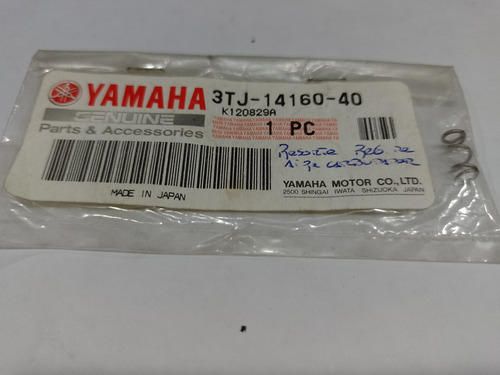 YAMAHA 3TJ-14160-40
K120829A
GENUINE
Parts & Accessories
1 PC
MADE IN JAPAN
YAMAHA MOTOR CO., LTD.
2500 SHINGAI IWATA SHIZUOKA JAPAN